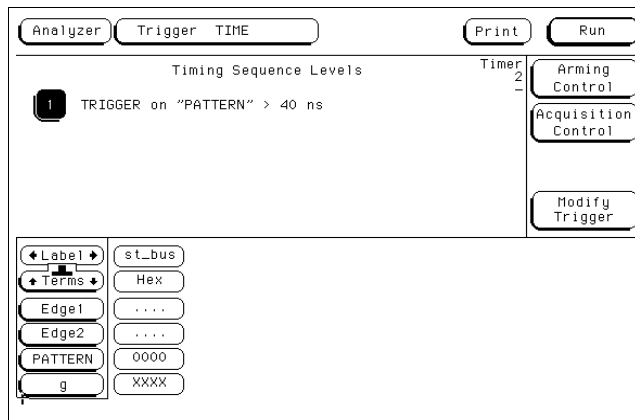 Analyzer Trigger TIME Print Run
Timing Sequence Levels
Timer
2
-
Arming
Control
1 TRIGGER on "PATTERN" > 40 ns
Acquisition
Control
Modify
Trigger
Label st_bus
Terms Hex
Edge1 ....
Edge2 ....
PATTERN 0000
g XXXX